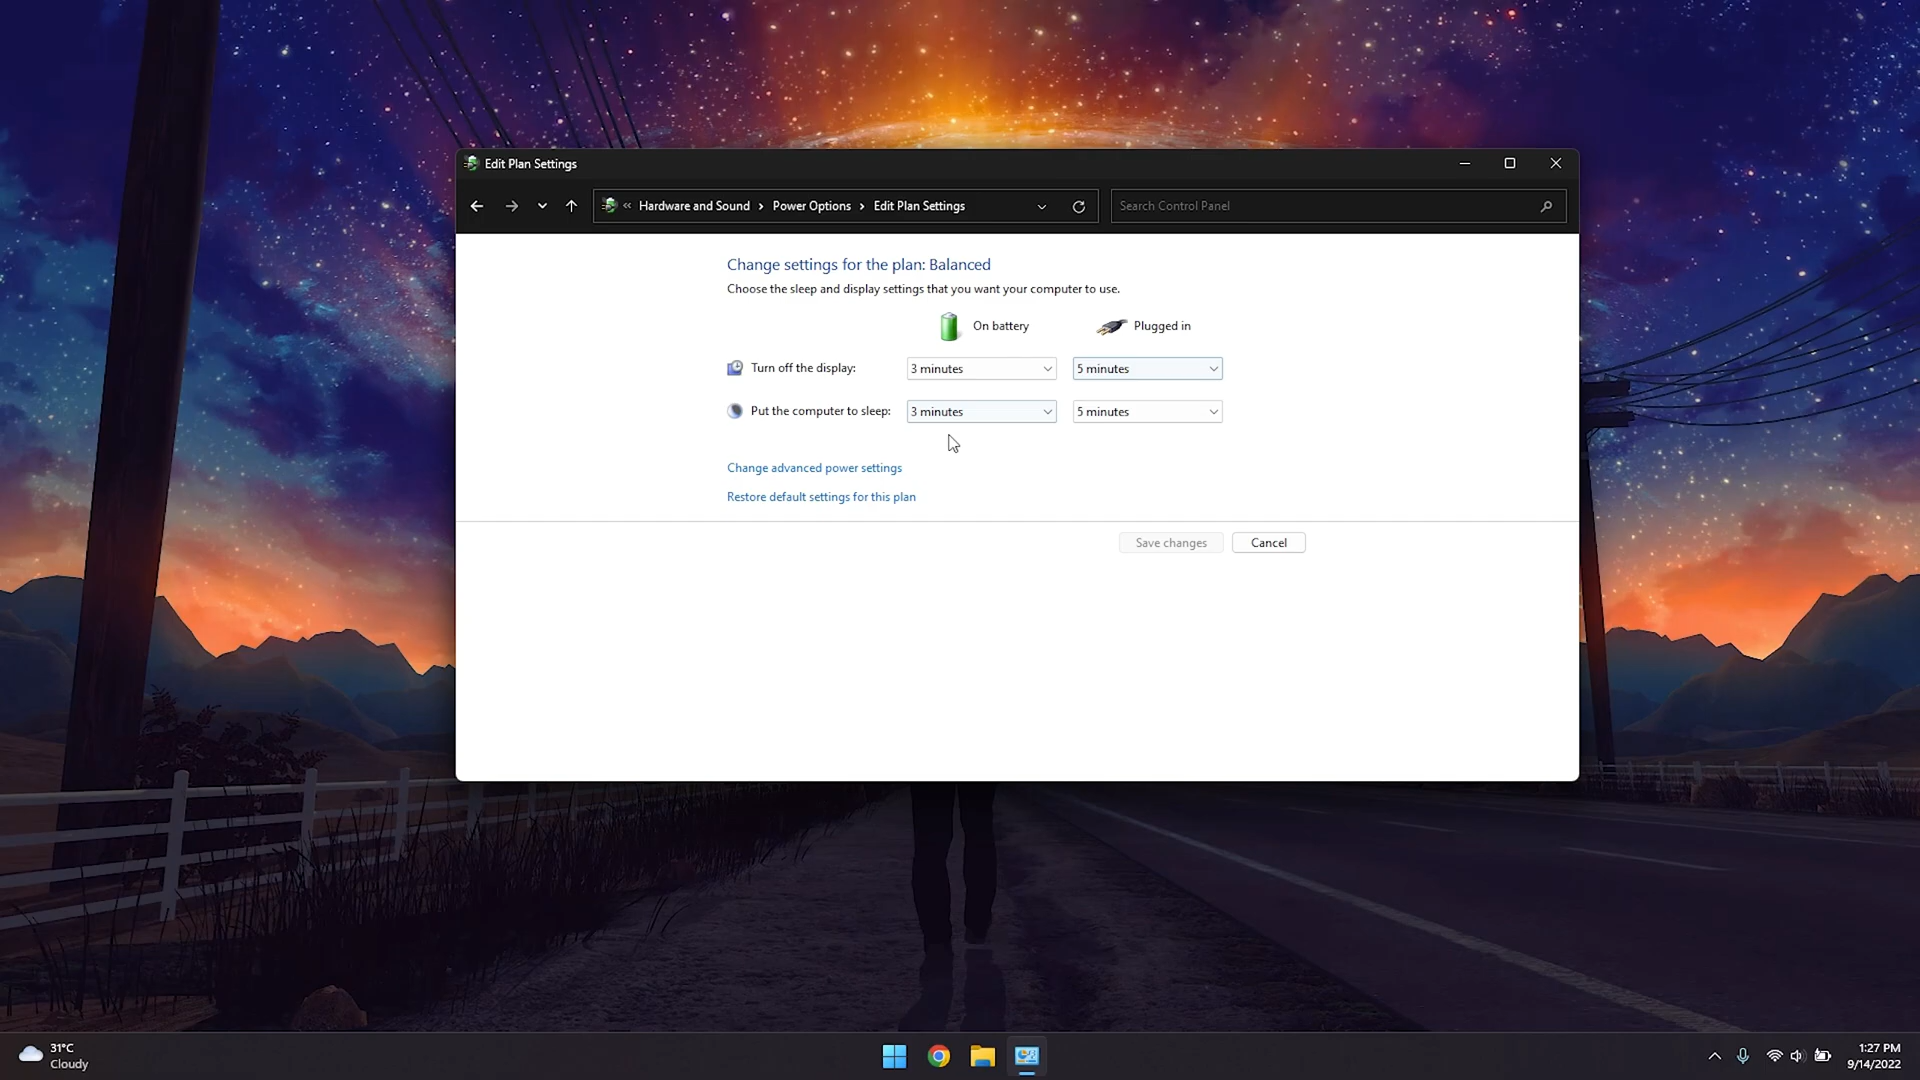 Edit Plan Settings
« Hardware and Sound > Power Options > Edit Plan Settings
Search Control Panel
Change settings for the plan: Balanced
Choose the sleep and display settings that you want your computer to use.
On battery Plugged in
Turn off the display: 3 minutes 5 minutes
Put the computer to sleep: 3 minutes 5 minutes
Change advanced power settings
Restore default settings for this plan
Save changes Cancel
31°C
Cloudy
1:27 PM
9/14/2022